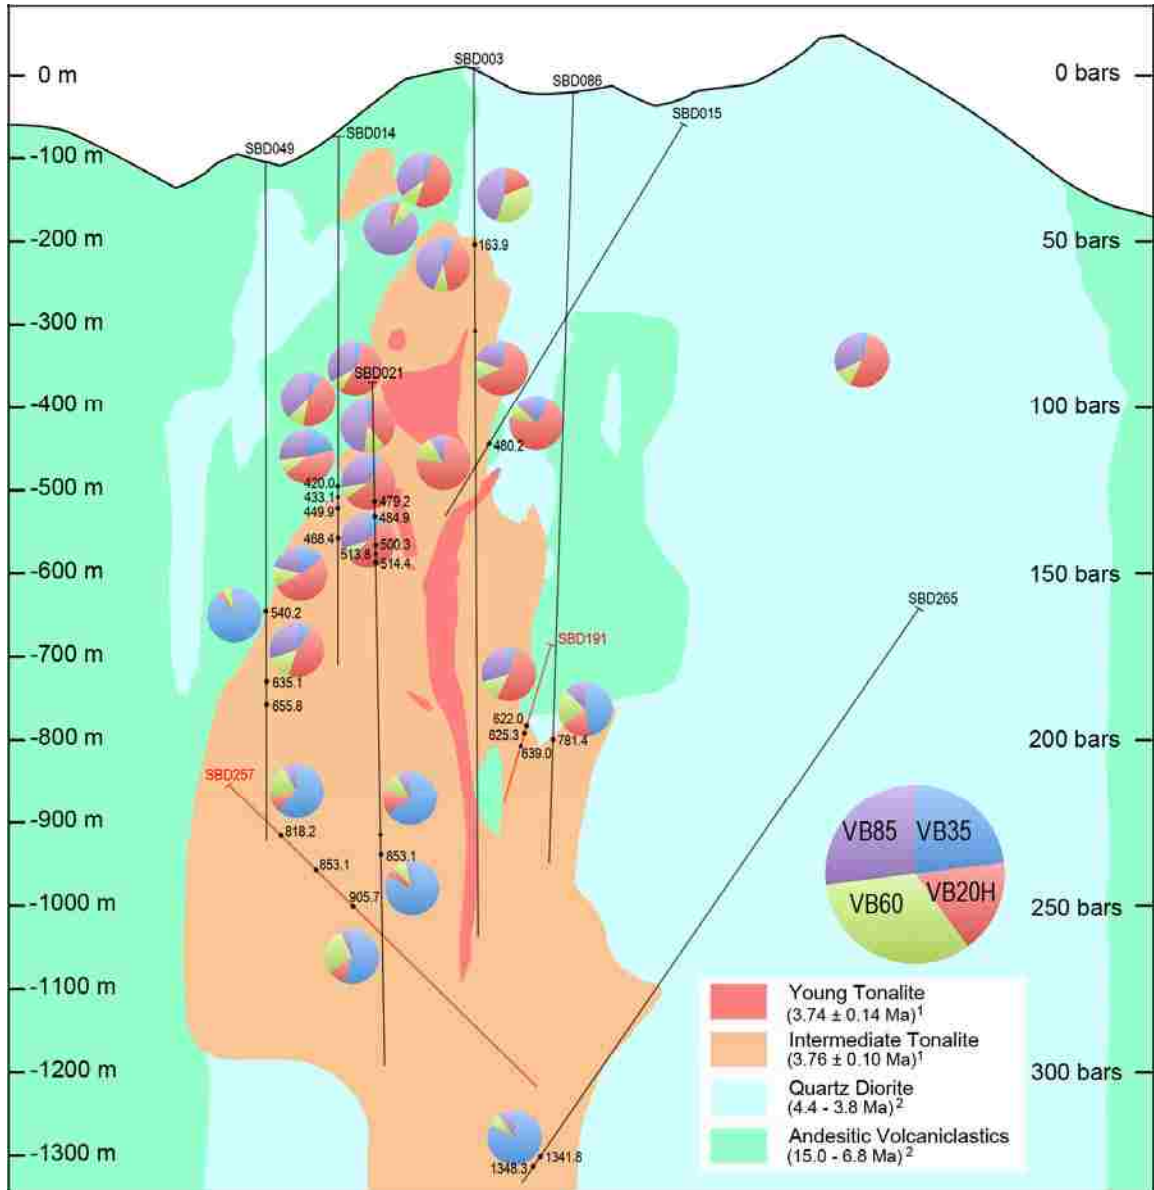 SBD003
0 m
0 bars
SBD086
SBD015
SBD014
SBD049
-100 m
-200 m
163.9
50 bars
-300 m
SBD021
-400 m
100 bars
480.2
420.0
-500 m
433.1
479.2
449.9
484.9
468.4
500.3
513.8
514.4
-600 m
150 bars
SBD265
540.2
SBD191
-700 m
635.1
655.8
622.0
625.3
-800 m
639.0
781.4
200 bars
SBD257
-900 m
818.2
VB85
VB35
853.1
853.1
VB60
VB20H
905.7
-1000 m
250 bars
-1100 m
Young Tonalite
(3.74 ± 0.14 Ma)1
Intermediate Tonalite
(3.76 ± 0.10 Ma)1
-1200 m
300 bars
Quartz Diorite
(4.4 - 3.8 Ma)2
Andesitic Volcaniclastics
(15.0 - 6.8 Ma)2
-1300 m
1348.3
1341.8